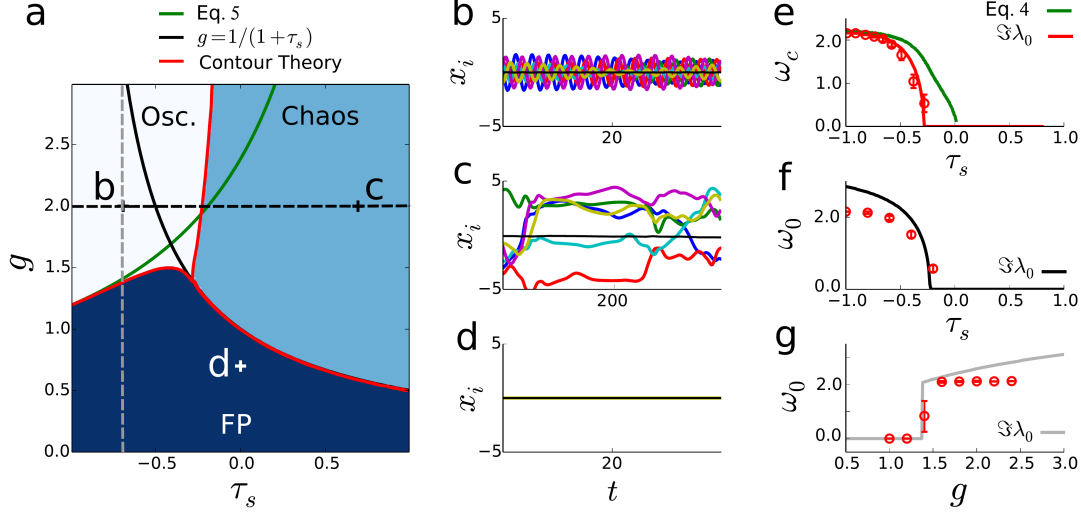 a
Eq. 5
g=1/(1+τs)
Contour Theory
Osc.
Chaos
b
c
d
FP
2.5
2.0
1.5
1.0
0.5
0.0
−0.5
0.0
0.5
g
τs
b
5
xi
−5
20
c
5
xi
−5
200
d
5
xi
−5
20
t
e
Eq. 4
ℑλ0
2.0
1.0
0.0
ωc
−1.0
−0.5
0.0
0.5
1.0
τs
f
2.0
0.0
ω0
ℑλ0
−1.0
−0.5
0.0
0.5
1.0
τs
g
2.0
0.0
ω0
ℑλ0
0.5
1.0
1.5
2.0
2.5
3.0
g